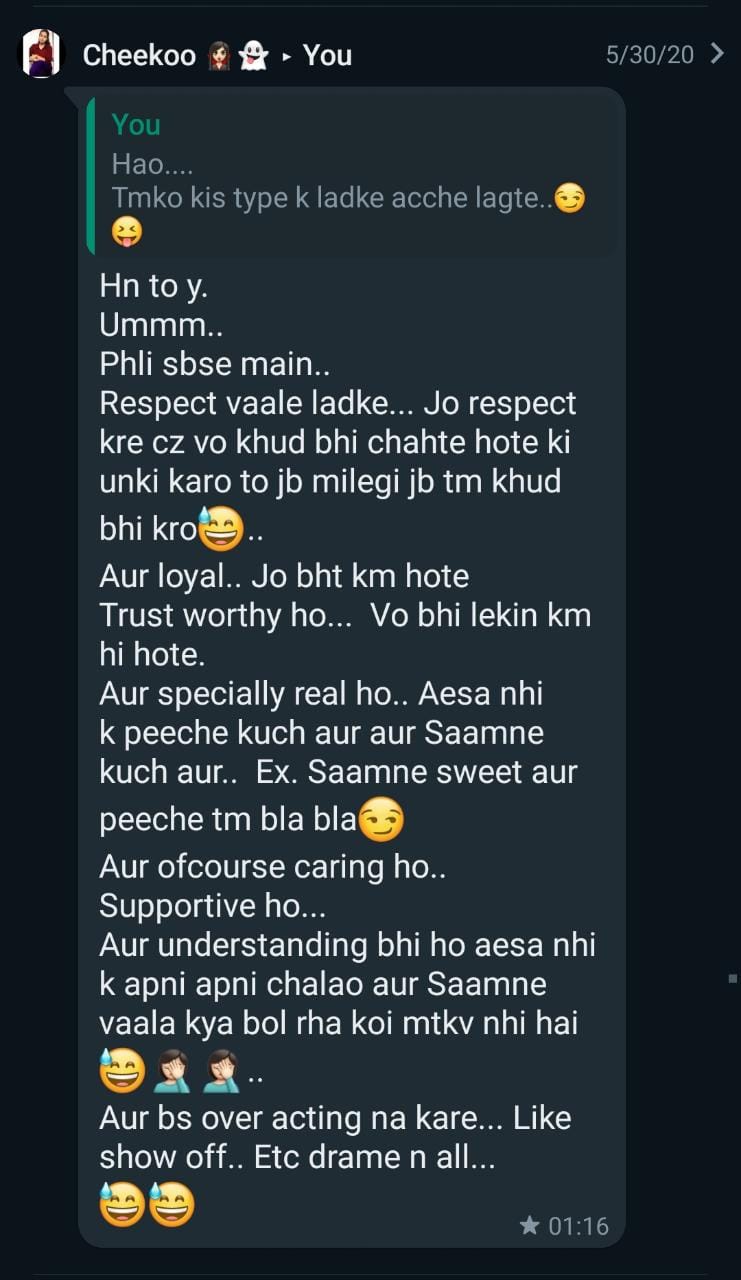 Cheekoo 👩🏻👻 ▸ You 5/30/20
You
Hao....
Tmko kis type k ladke acche lagte..😏
😝
Hn to y.
Ummm..
Phli sbse main..
Respect vaale ladke... Jo respect
kre cz vo khud bhi chahte hote ki
unki karo to jb milegi jb tm khud
bhi kro😅..
Aur loyal.. Jo bht km hote
Trust worthy ho... Vo bhi lekin km
hi hote.
Aur specially real ho.. Aesa nhi
k peeche kuch aur aur Saamne
kuch aur.. Ex. Saamne sweet aur
peeche tm bla bla😏
Aur ofcourse caring ho..
Supportive ho...
Aur understanding bhi ho aesa nhi
k apni apni chalao aur Saamne
vaala kya bol rha koi mtkv nhi hai
😅🤦🏻‍♀️🤦🏻‍♀️..
Aur bs over acting na kare... Like
show off.. Etc drame n all...
😅😅
★ 01:16